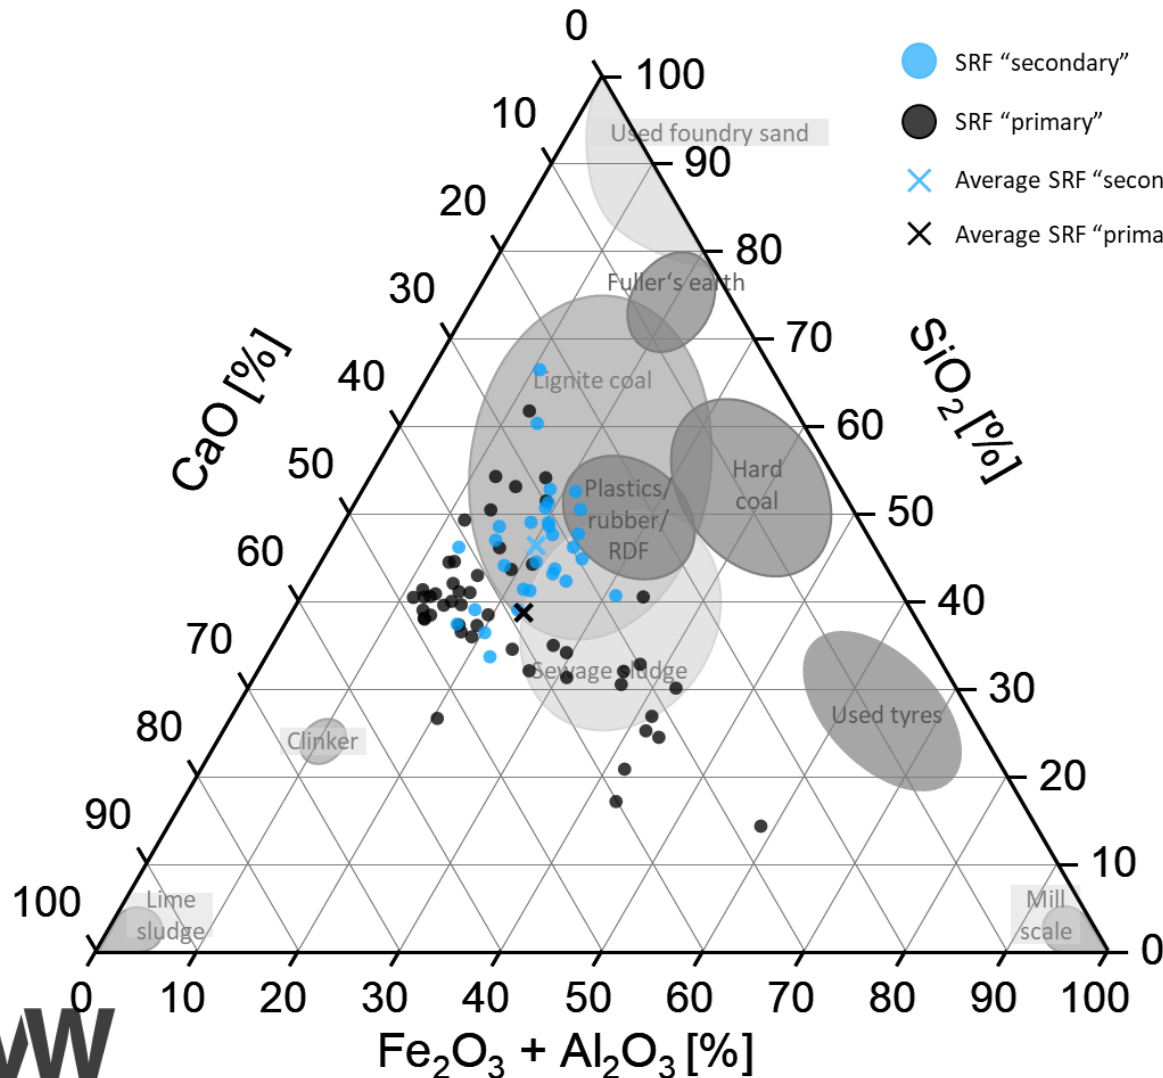 0
100
SRF “secondary”
10
Used foundry sand
SRF “primary”
90
Average SRF “secon
20
80
Average SRF “prima
Fuller‘s earth
30
70
CaO [%]
SiO₂ [%]
40
Lignite coal
60
50
Hard
coal
Plastics/
rubber/
RDF
50
60
40
70
Sewage sludge
30
Used tyres
80
Clinker
20
90
10
100
Lime
sludge
Mill
scale
0
0 10 20 30 40 50 60 70 80 90 100
Fe₂O₃ + Al₂O₃ [%]